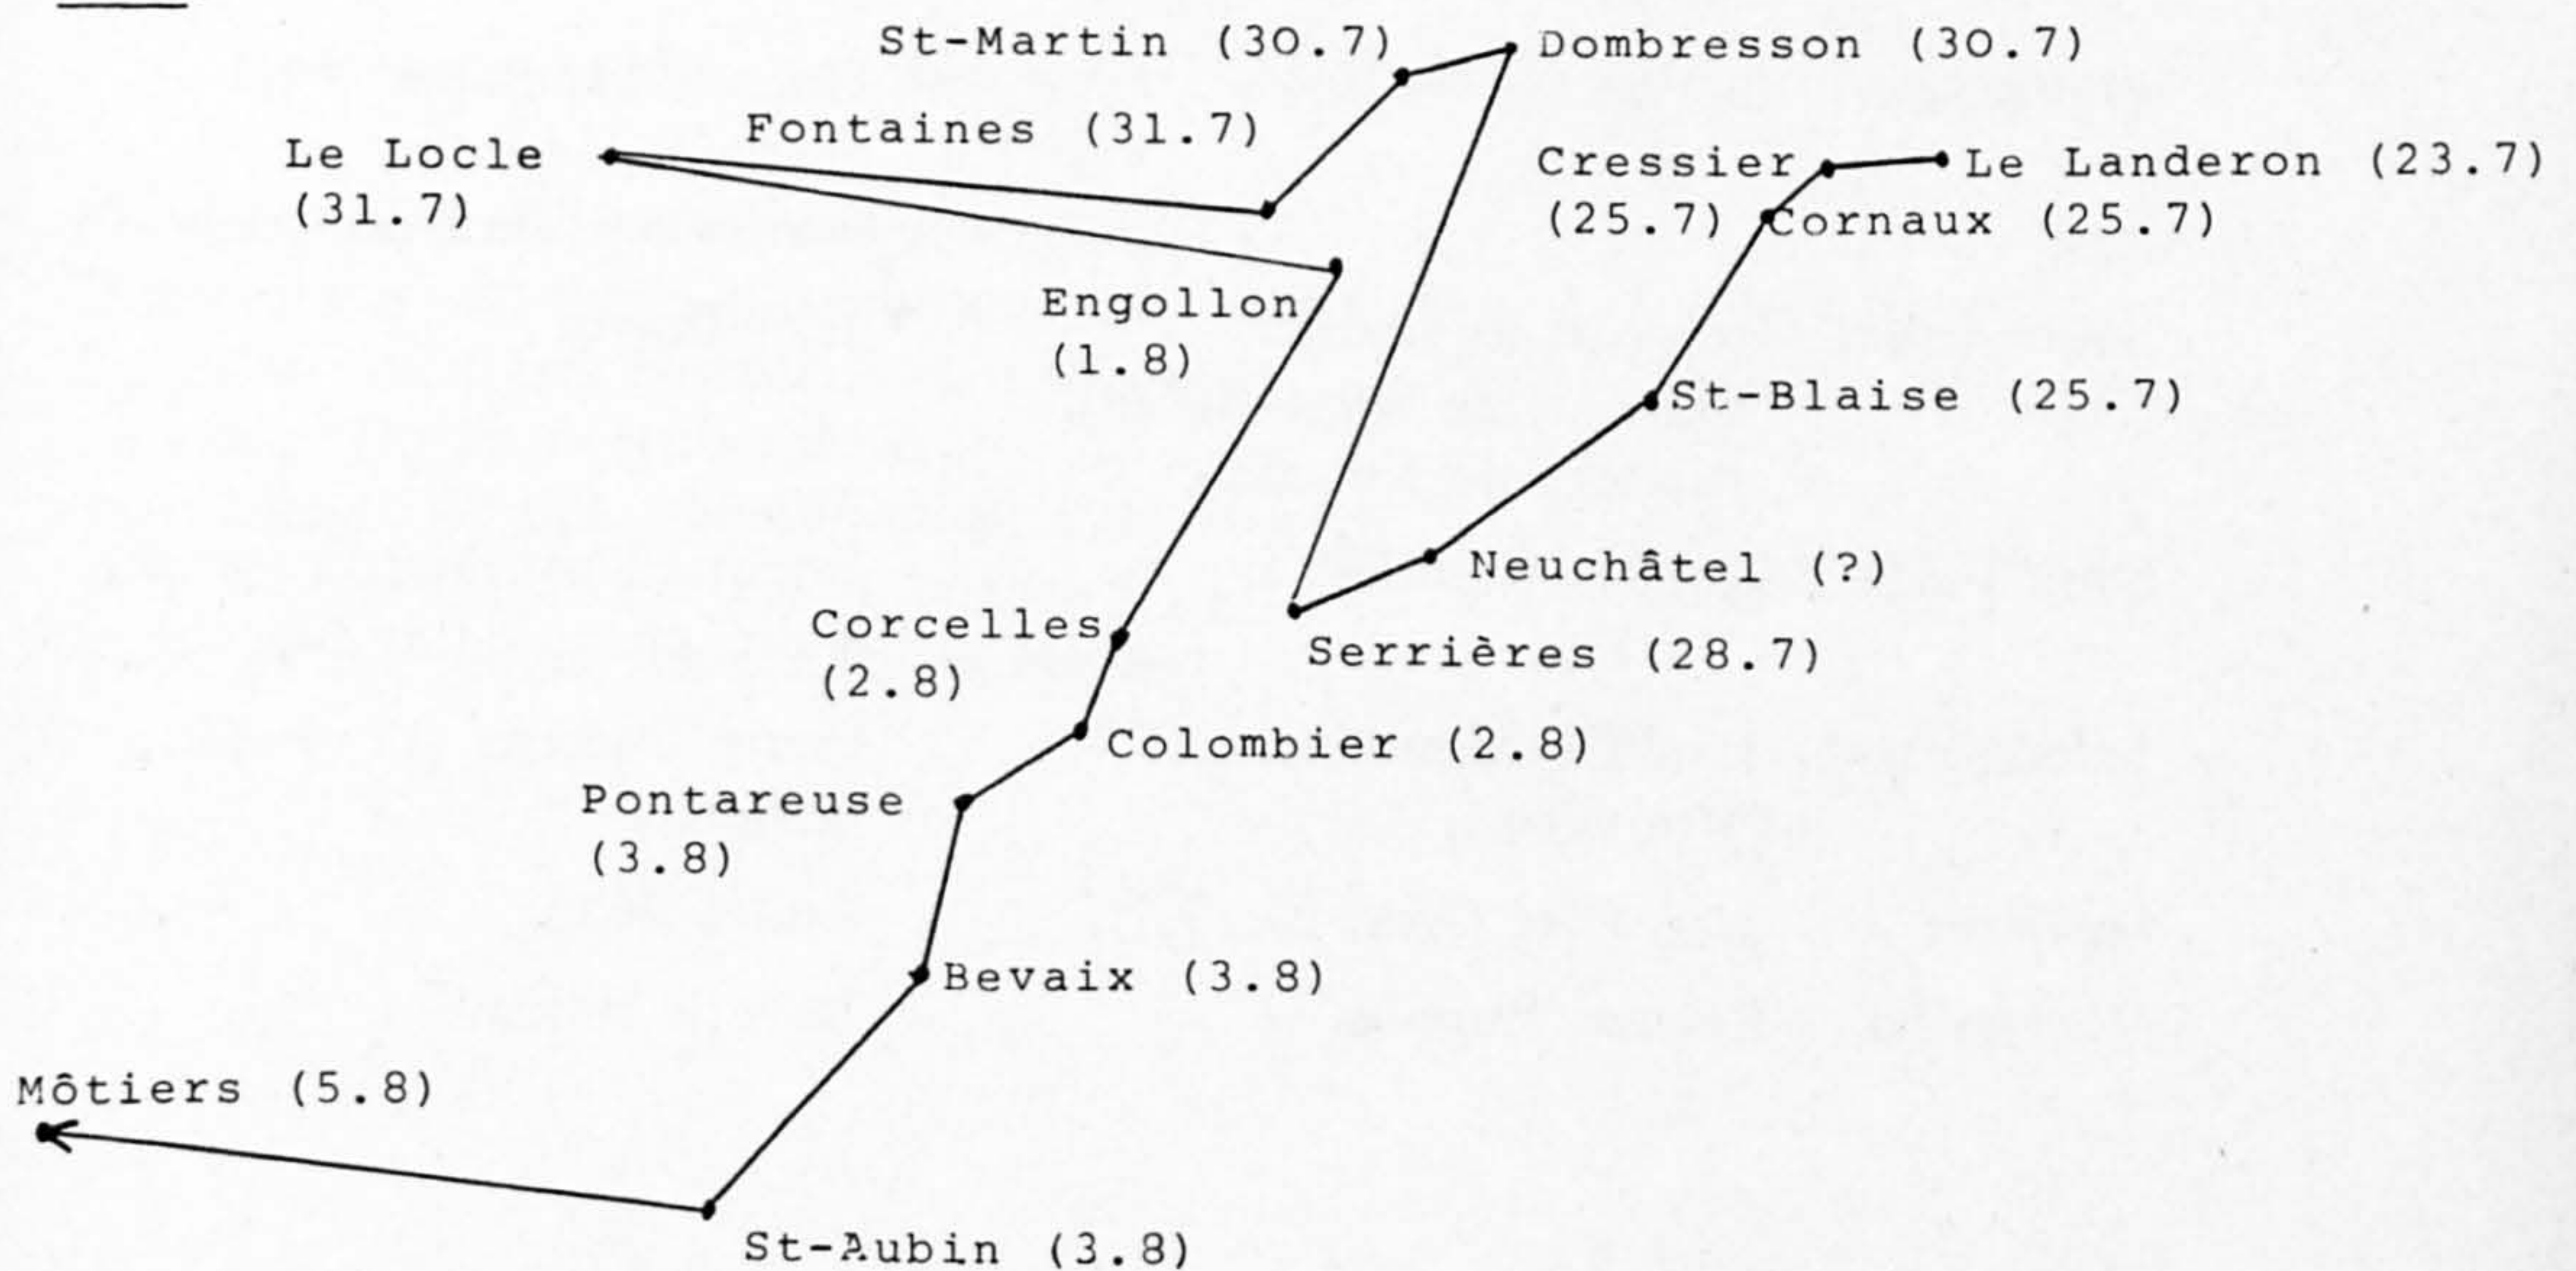 St-Martin (30.7)
Dombresson (30.7)
Fontaines (31.7)
Le Locle
(31.7)
Cressier
(25.7)
Le Landeron (23.7)
Cornaux (25.7)
Engollon
(1.8)
St-Blaise (25.7)
Neuchâtel (?)
Serrières (28.7)
Corcelles
(2.8)
Colombier (2.8)
Pontareuse
(3.8)
Bevaix (3.8)
Môtiers (5.8)
St-Aubin (3.8)